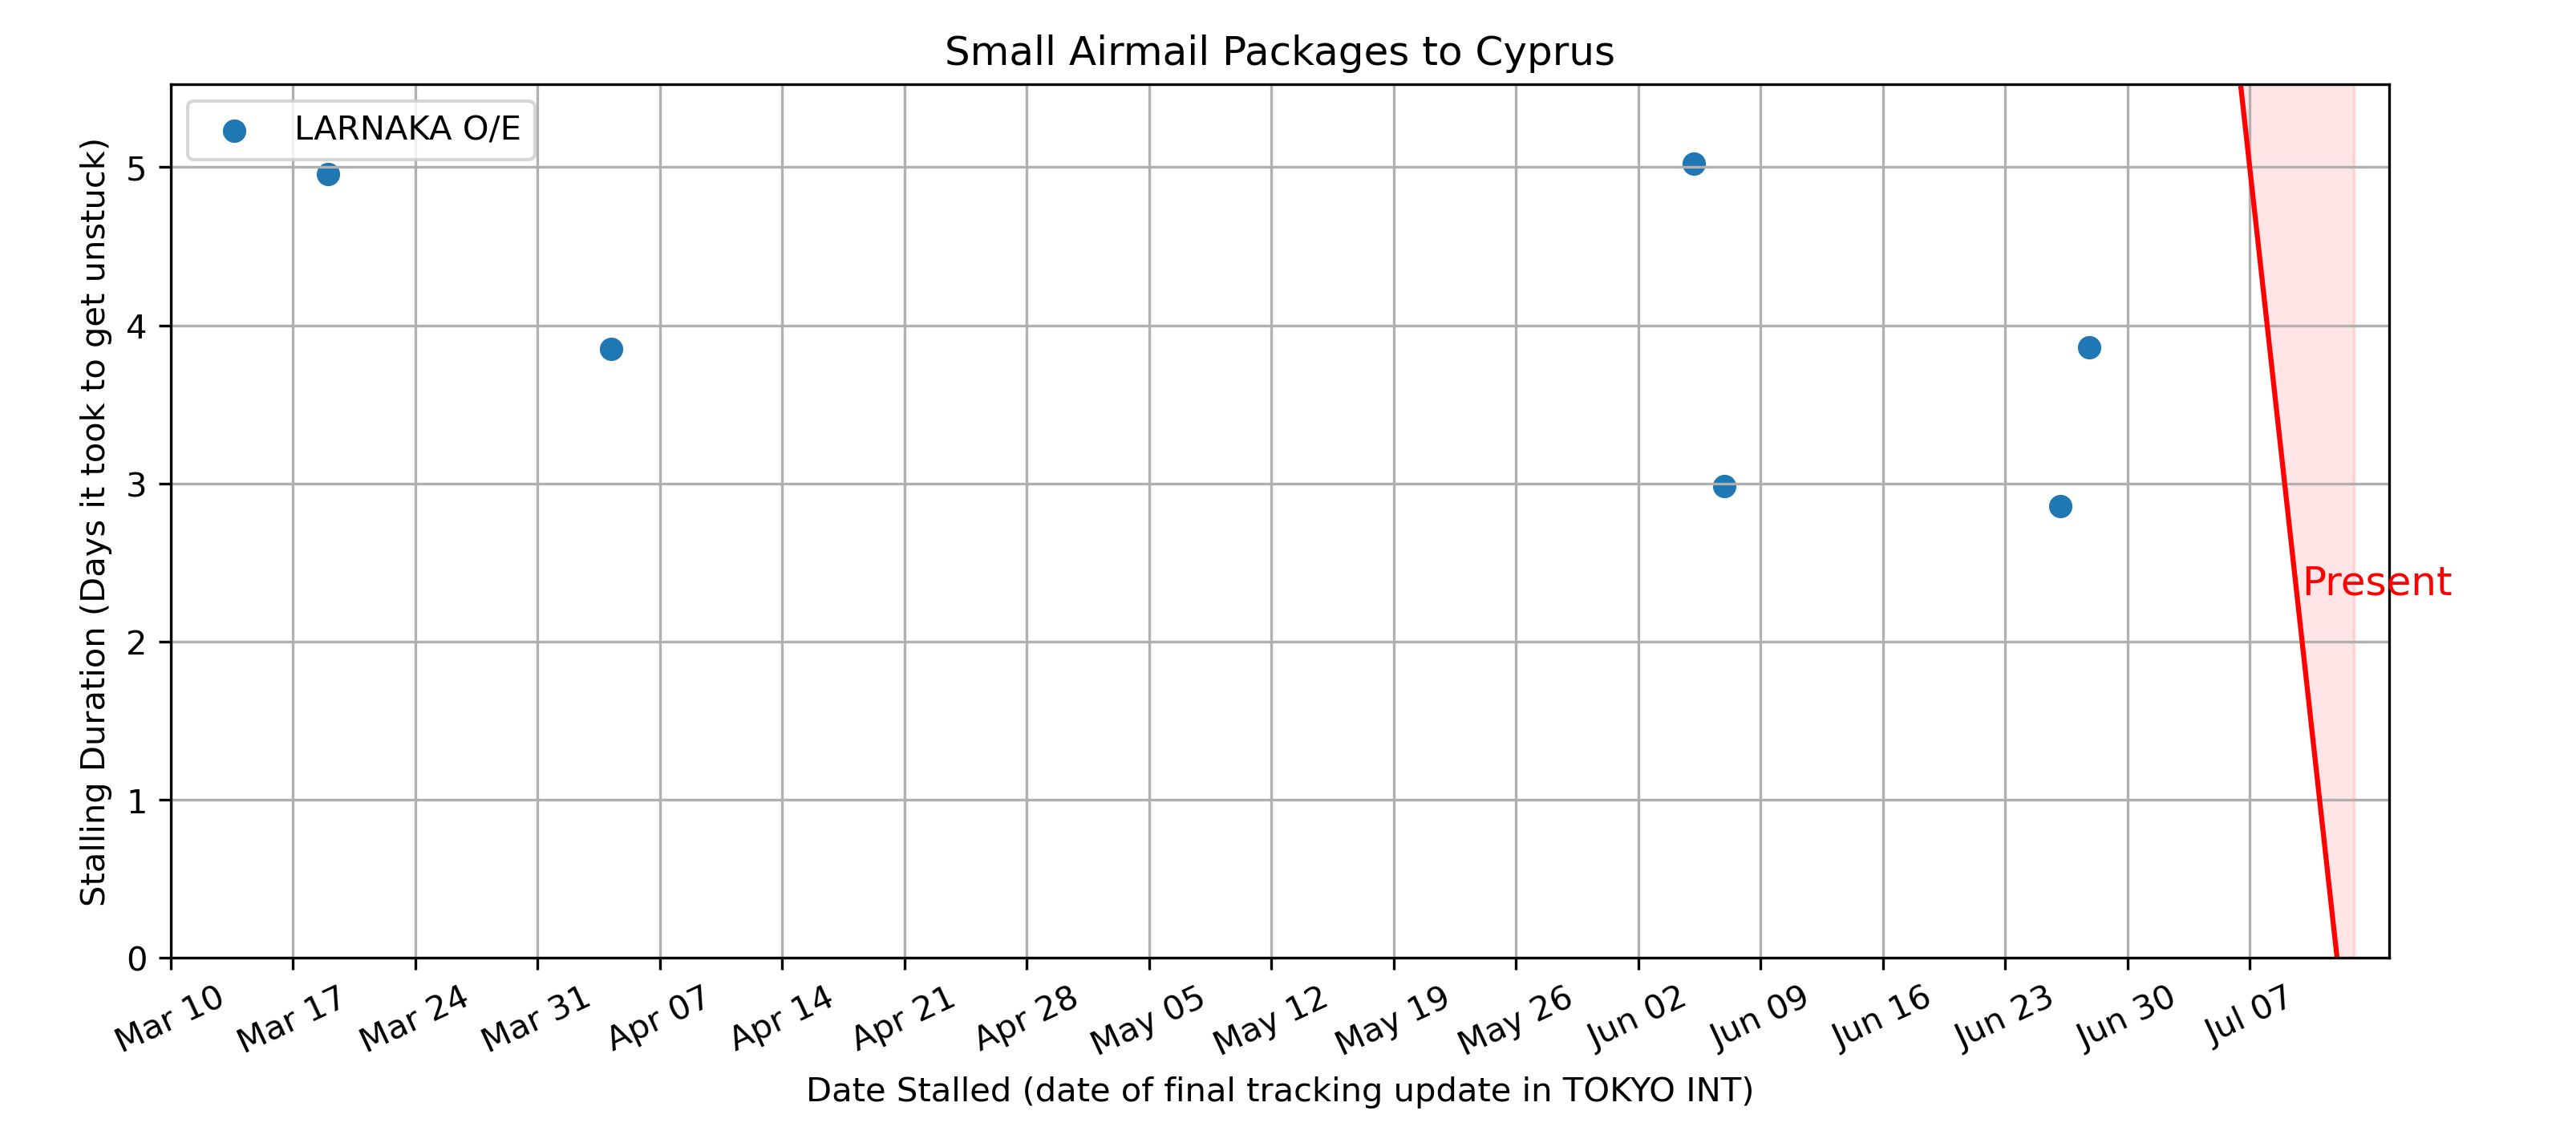 Small Airmail Packages to Cyprus
LARNAKA O/E
Stalling Duration (Days it took to get unstuck)
5
4
3
2
1
0
Present
Mar 10 Mar 17 Mar 24 Mar 31 Apr 07 Apr 14 Apr 21 Apr 28 May 05 May 12 May 19 May 26 Jun 02 Jun 09 Jun 16 Jun 23 Jun 30 Jul 07
Date Stalled (date of final tracking update in TOKYO INT)